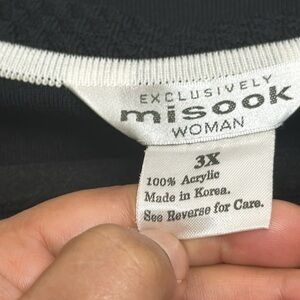 EXCLUSIVELY
misook
WOMAN
3X
100% Acrylic
Made in Korea.
See Reverse for Care.